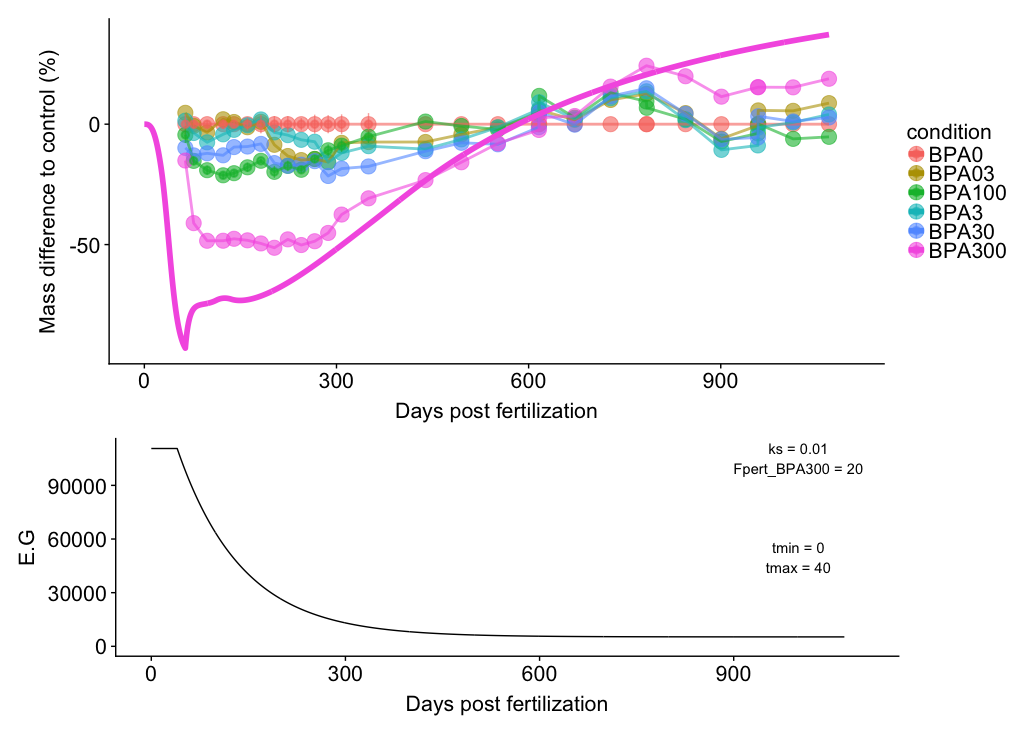 Mass difference to control (%)
0
-50
0
300
600
900
Days post fertilization
condition
BPA0
BPA03
BPA100
BPA3
BPA30
BPA300
E.G
90000
60000
30000
0
ks = 0.01
Fpert_BPA300 = 20
tmin = 0
tmax = 40
0
300
600
900
Days post fertilization